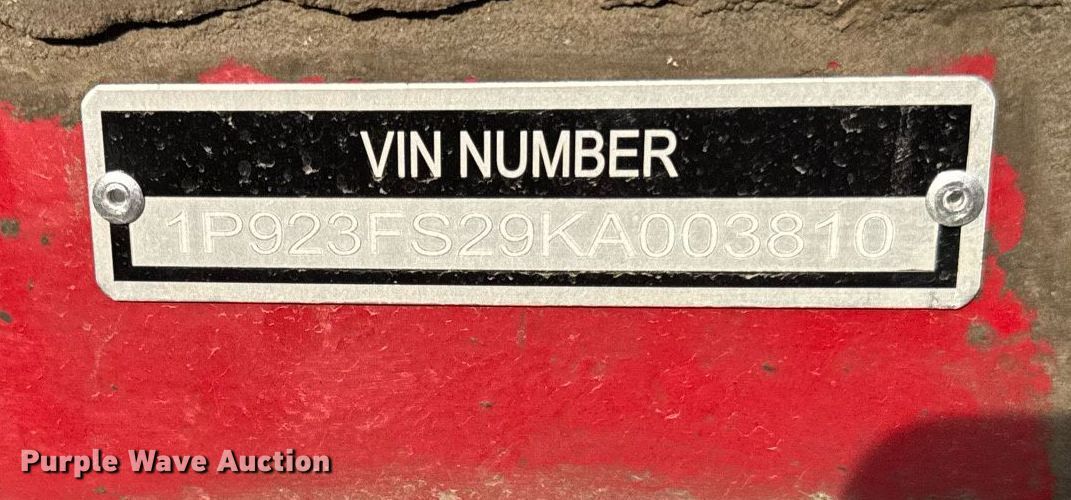 VIN NUMBER
1P923FS29KA003810
Purple Wave Auction